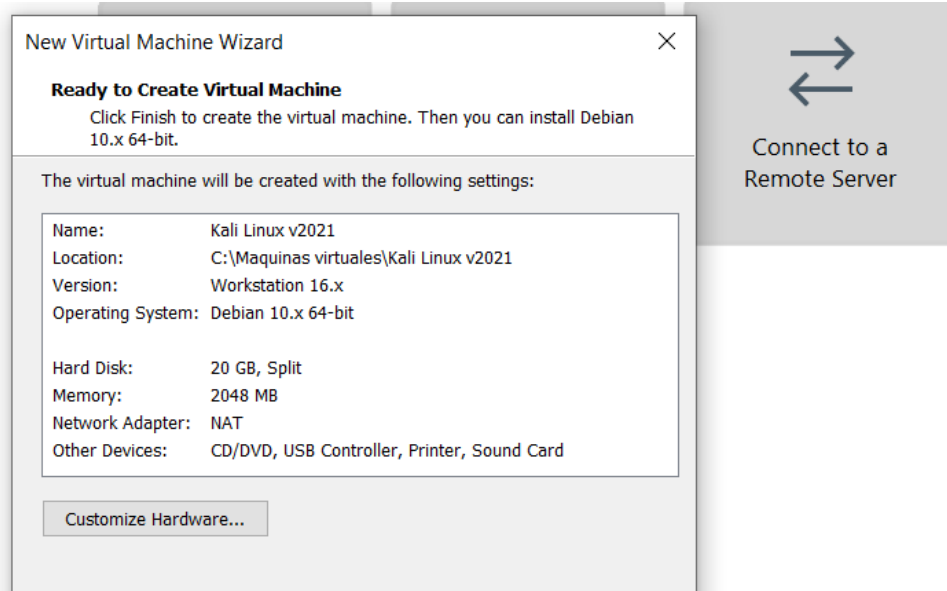 New Virtual Machine Wizard
Ready to Create Virtual Machine
Click Finish to create the virtual machine. Then you can install Debian
10.x 64-bit.
The virtual machine will be created with the following settings:
Name: Kali Linux v2021
Location: C:\Maquinas virtuales\Kali Linux v2021
Version: Workstation 16.x
Operating System: Debian 10.x 64-bit
Hard Disk: 20 GB, Split
Memory: 2048 MB
Network Adapter: NAT
Other Devices: CD/DVD, USB Controller, Printer, Sound Card
Customize Hardware...
Connect to a
Remote Server